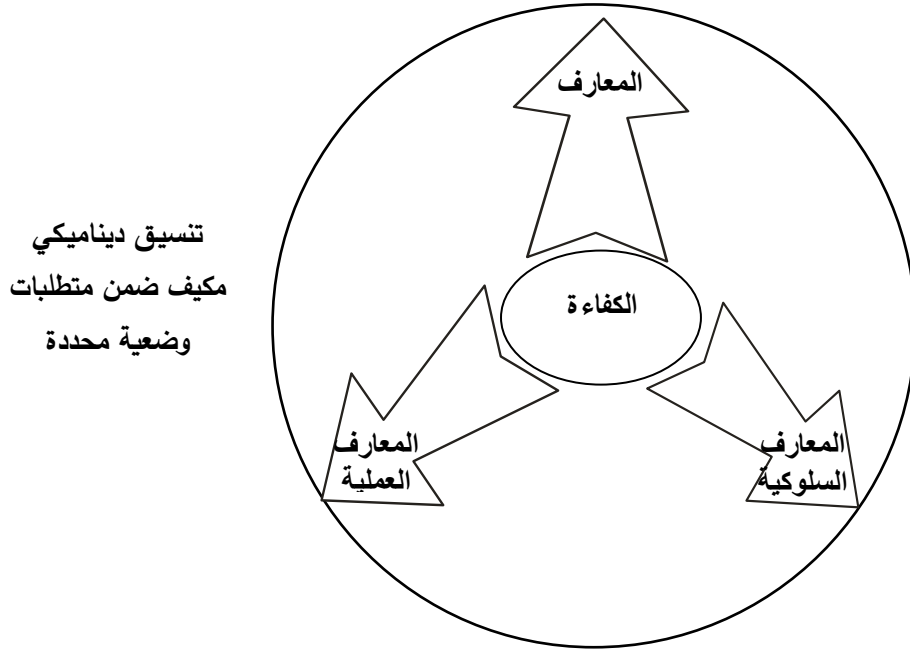 المعارف
تنسيق ديناميكي
مكيف ضمن متطلبات
وضعية محددة
الكفاءة
المعارف
السلوكية
المعارف
العملية